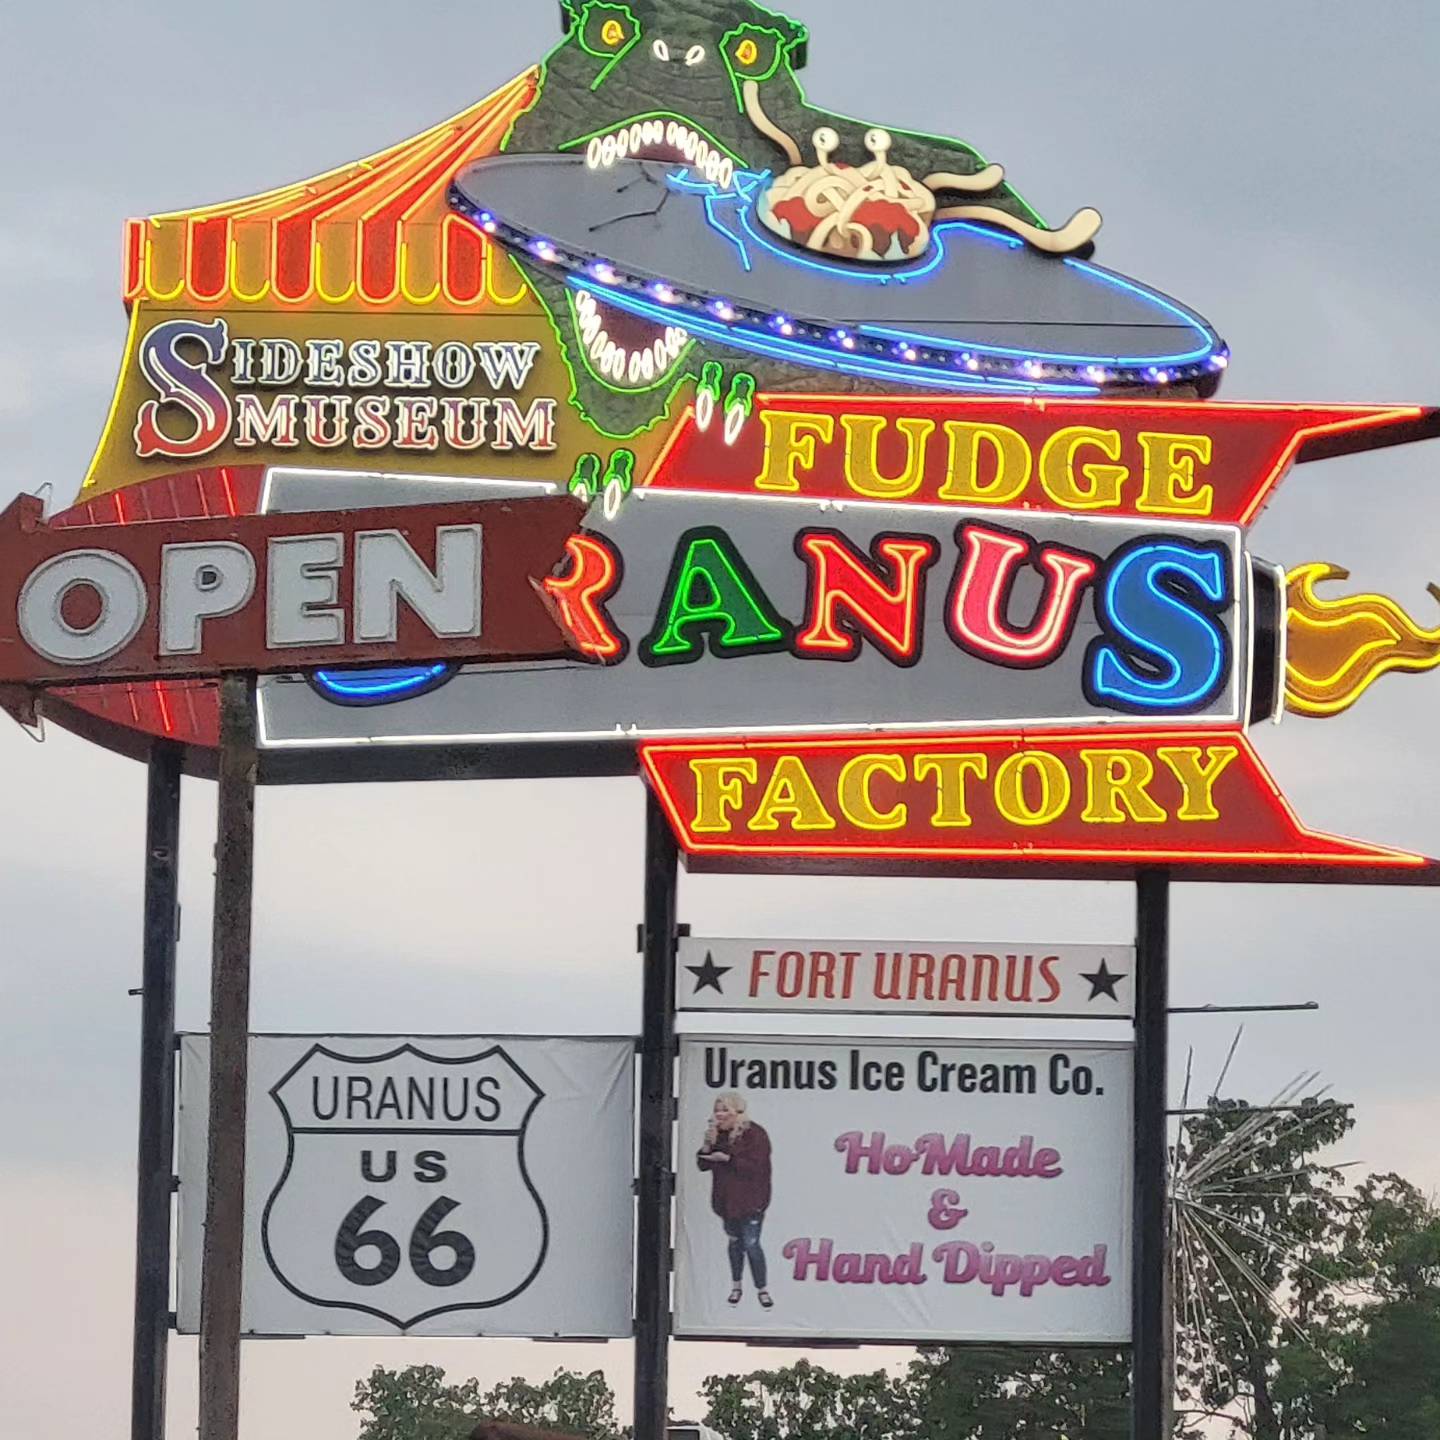 SIDESHOW
MUSEUM
FUDGE
OPEN
RANUS
FACTORY
FORT URANUS
URANUS
US
66
Uranus Ice Cream Co.
HoMade
&
Hand Dipped